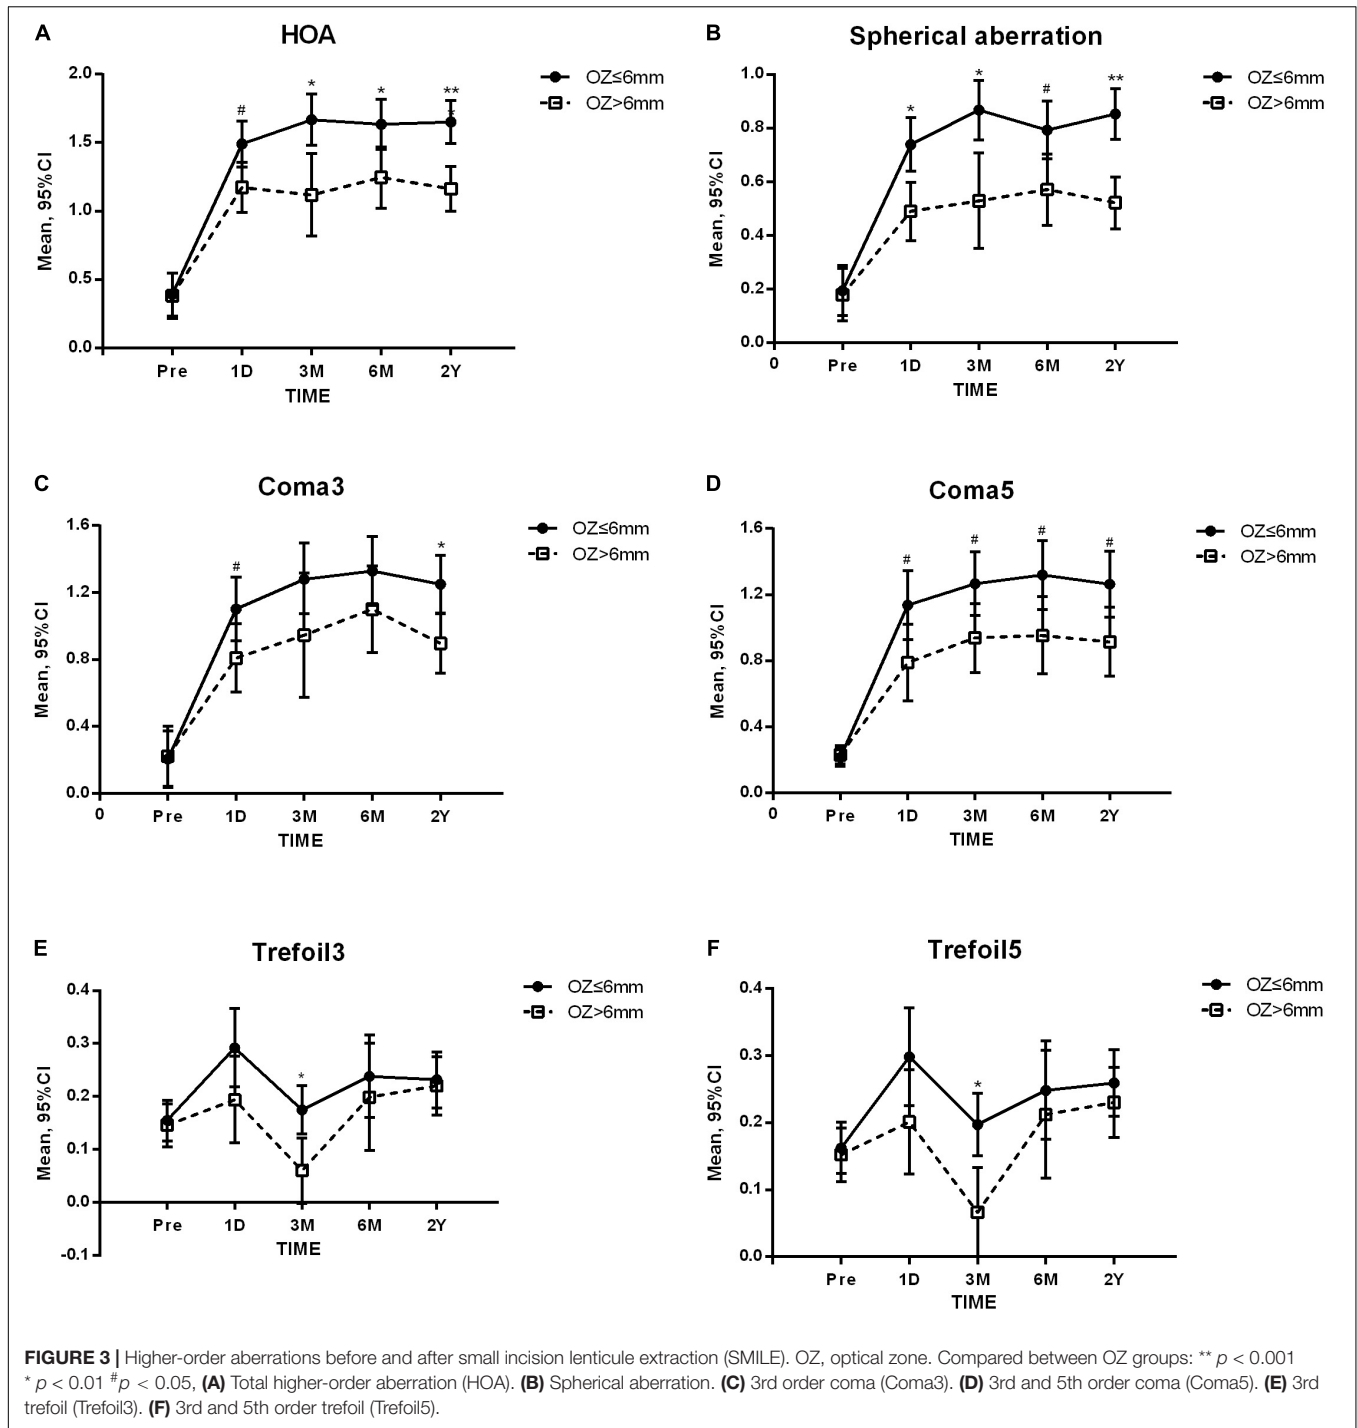 A
HOA
OZ≤6mm
OZ>6mm
2.0
1.5
1.0
0.5
0.0
Mean, 95%CI
#
*
*
**
*
Pre 1D 3M 6M 2Y
TIME
B
Spherical aberration
OZ≤6mm
OZ>6mm
1.0
0.8
0.6
0.4
0.2
0.0
Mean, 95%CI
*
*
#
**
0 Pre 1D 3M 6M 2Y
TIME
C
Coma3
OZ≤6mm
OZ>6mm
1.6
1.2
0.8
0.4
0.0
Mean, 95%CI
#
*
0 Pre 1D 3M 6M 2Y
TIME
D
Coma5
OZ≤6mm
OZ>6mm
1.6
1.2
0.8
0.4
0.0
Mean, 95%CI
#
#
#
#
0 Pre 1D 3M 6M 2Y
TIME
E
Trefoil3
OZ≤6mm
OZ>6mm
0.4
0.3
0.2
0.1
0.0
-0.1
Mean, 95%CI
*
Pre 1D 3M 6M 2Y
TIME
F
Trefoil5
OZ≤6mm
OZ>6mm
0.4
0.3
0.2
0.1
0.0
Mean, 95%CI
*
Pre 1D 3M 6M 2Y
TIME
FIGURE 3 | Higher-order aberrations before and after small incision lenticule extraction (SMILE). OZ, optical zone. Compared between OZ groups: ** p < 0.001
* p < 0.01 #p < 0.05, (A) Total higher-order aberration (HOA). (B) Spherical aberration. (C) 3rd order coma (Coma3). (D) 3rd and 5th order coma (Coma5). (E) 3rd
trefoil (Trefoil3). (F) 3rd and 5th order trefoil (Trefoil5).